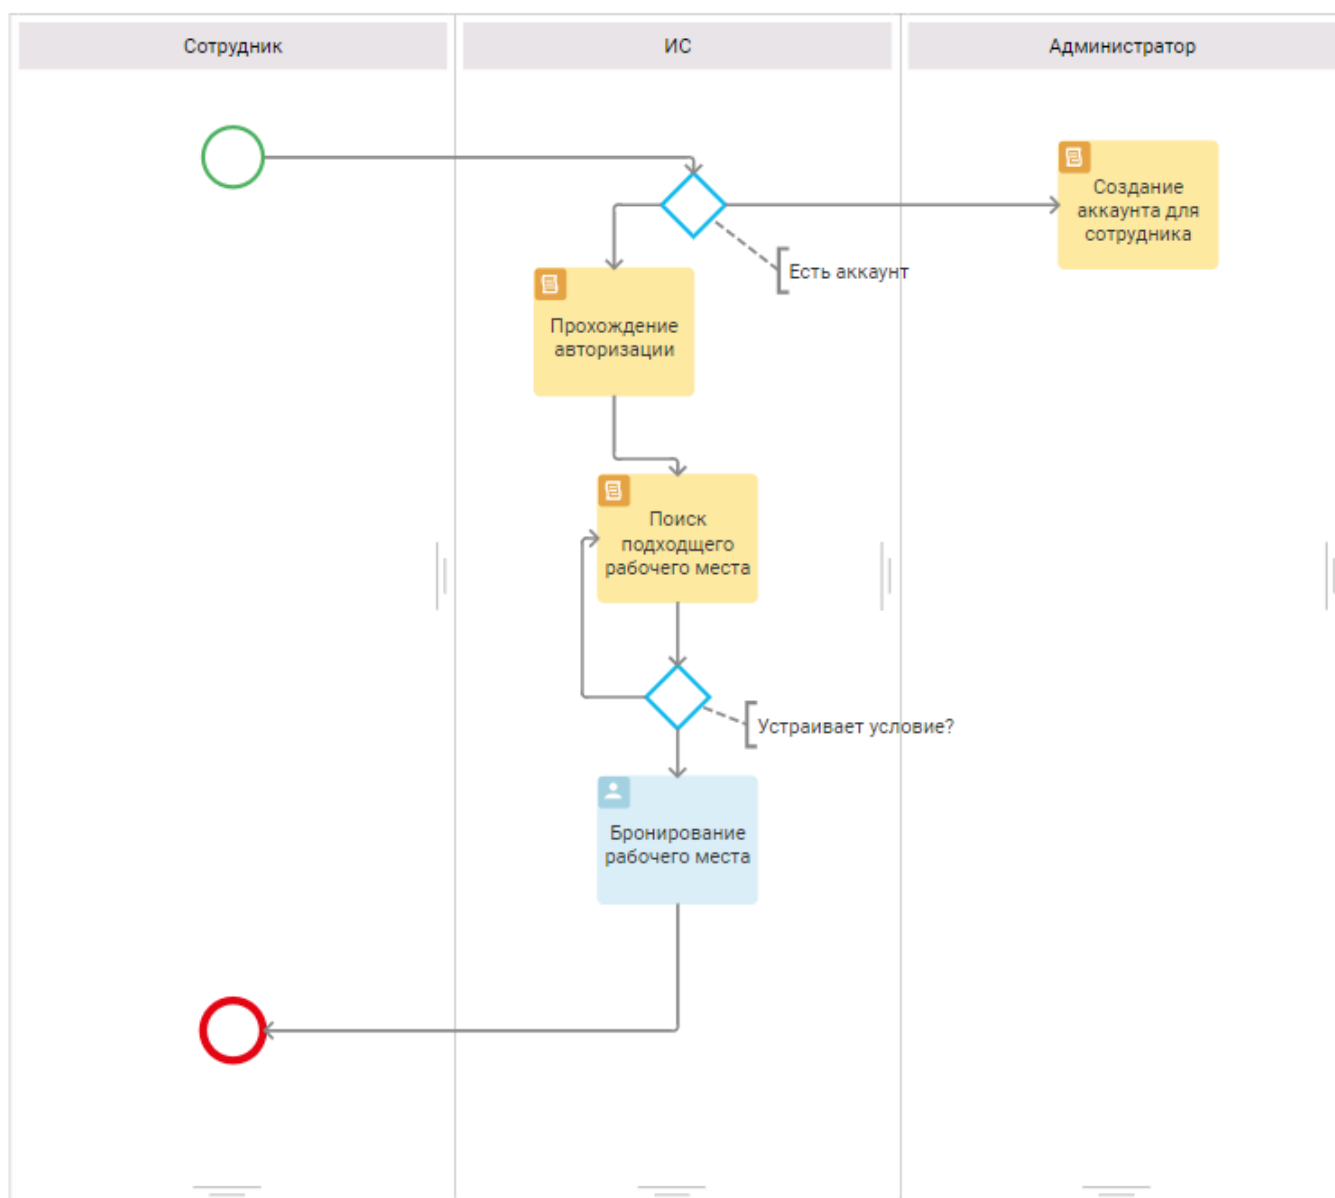 Сотрудник
ИС
Администратор
Создание
аккаунта для
сотрудника
Есть аккаунт
Прохождение
авторизации
Поиск
подходщего
рабочего места
Устраивает условие?
Бронирование
рабочего места